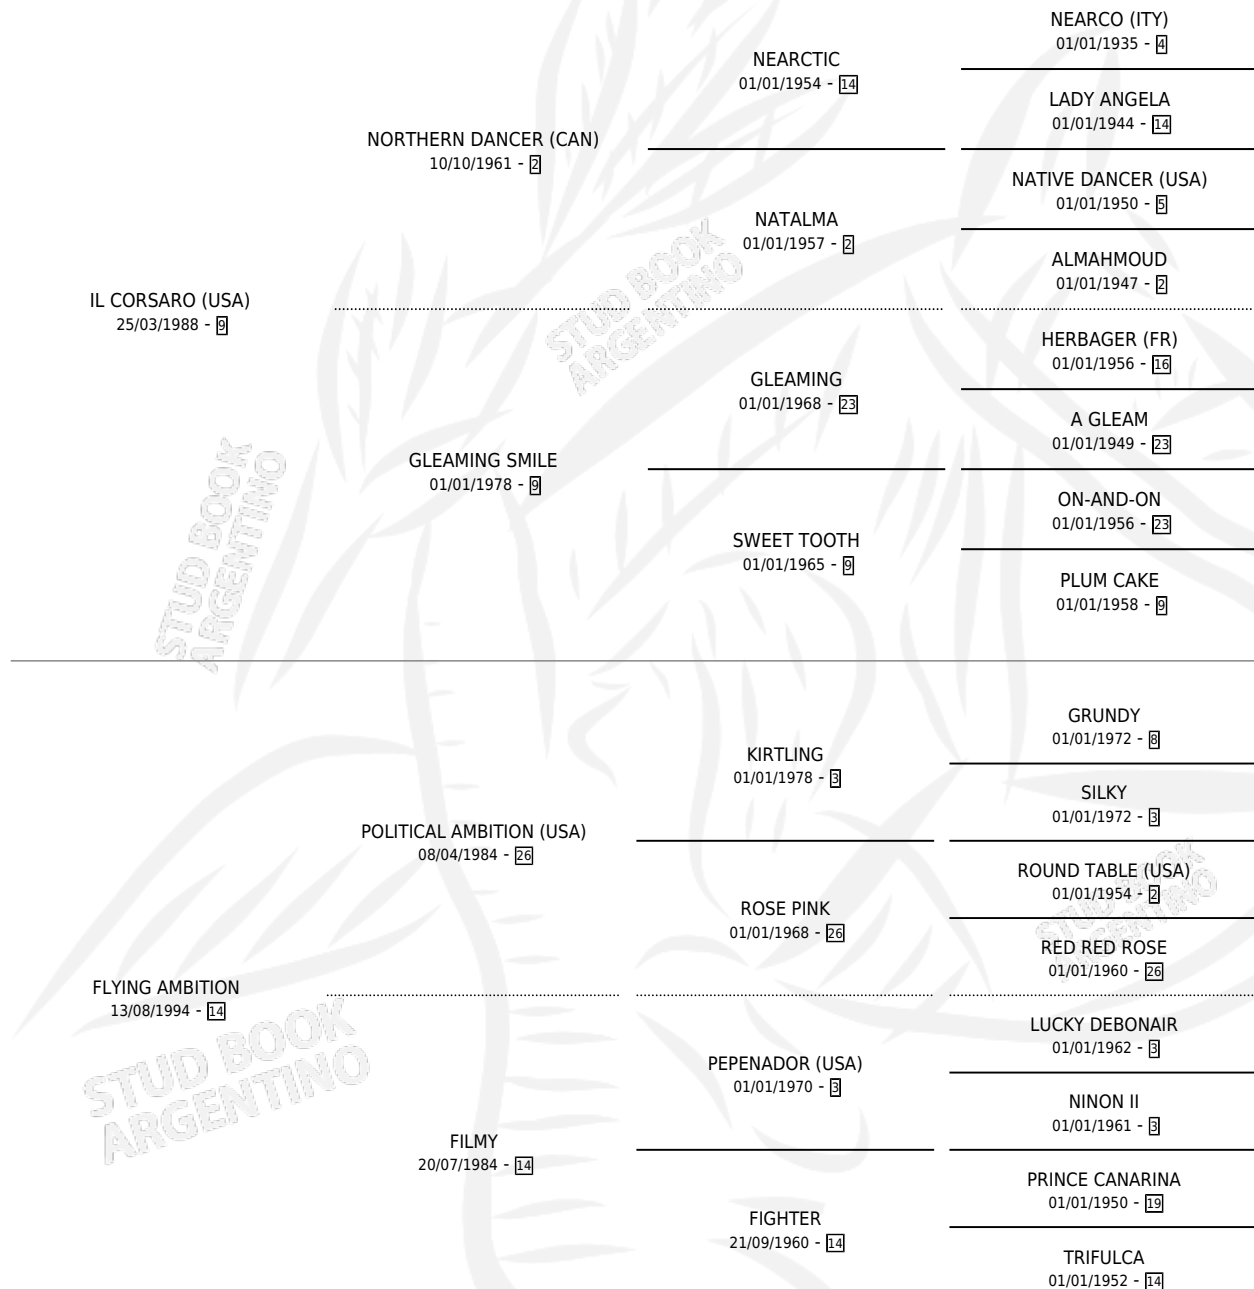 NEARCO (ITY)
01/01/1935 - 4
NEARCTIC
01/01/1954 - 14
LADY ANGELA
01/01/1944 - 14
NORTHERN DANCER (CAN)
10/10/1961 - 2
NATIVE DANCER (USA)
01/01/1950 - 5
NATALMA
01/01/1957 - 2
ALMAHMOUD
01/01/1947 - 2
IL CORSARO (USA)
25/03/1988 - 9
STUD BOOK
ARGENTINO
HERBAGER (FR)
01/01/1956 - 16
GLEAMING
01/01/1968 - 23
A GLEAM
01/01/1949 - 23
GLEAMING SMILE
01/01/1978 - 9
ON-AND-ON
01/01/1956 - 23
SWEET TOOTH
01/01/1965 - 9
PLUM CAKE
01/01/1958 - 9
STUD BOOK
ARGENTINO
GRUNDY
01/01/1972 - 8
KIRTLING
01/01/1978 - 3
SILKY
01/01/1972 - 3
POLITICAL AMBITION (USA)
08/04/1984 - 26
ROUND TABLE (USA)
01/01/1954 - 2
ROSE PINK
01/01/1968 - 26
STUD BOOK
ARGENTINO
RED RED ROSE
01/01/1960 - 26
FLYING AMBITION
13/08/1994 - 14
LUCKY DEBONAIR
01/01/1962 - 3
PEPENADOR (USA)
01/01/1970 - 3
STUD BOOK
ARGENTINO
NINON II
01/01/1961 - 3
FILMY
20/07/1984 - 14
PRINCE CANARINA
01/01/1950 - 19
FIGHTER
21/09/1960 - 14
TRIFULCA
01/01/1952 - 14